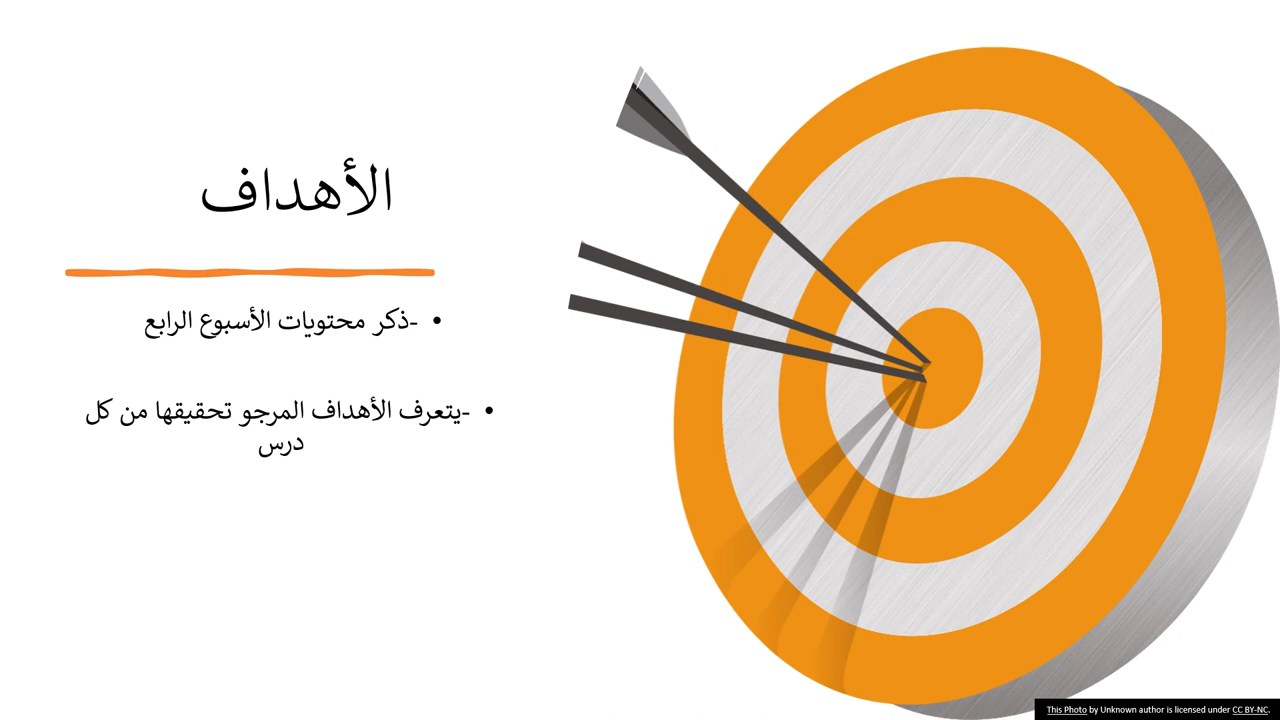 الأهداف
• -ذكر محتويات الأسبوع الرابع
• -يتعرف الأهداف المرجو تحقيقها من كل
درس
This Photo by Unknown author is licensed under CC BY-NC.